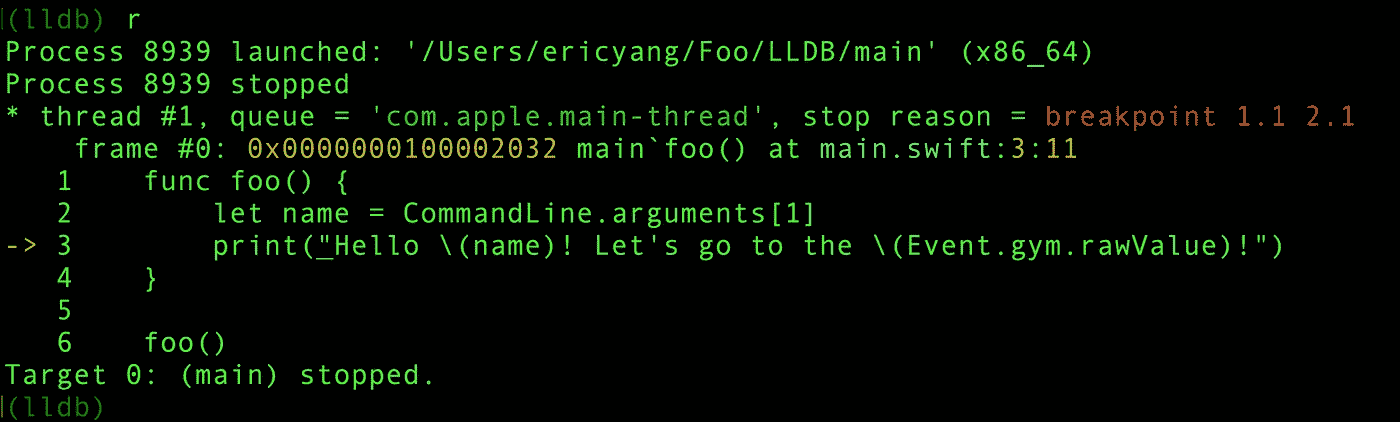 (lldb) r
Process 8939 launched: '/Users/ericyang/Foo/LLDB/main' (x86_64)
Process 8939 stopped
* thread #1, queue = 'com.apple.main-thread', stop reason = breakpoint 1.1 2.1
    frame #0: 0x0000000100002032 main`foo() at main.swift:3:11
   1    func foo() {
   2        let name = CommandLine.arguments[1]
-> 3        print("Hello \(name)! Let's go to the \(Event.gym.rawValue)!")
   4    }
   5
   6    foo()
Target 0: (main) stopped.
(lldb)